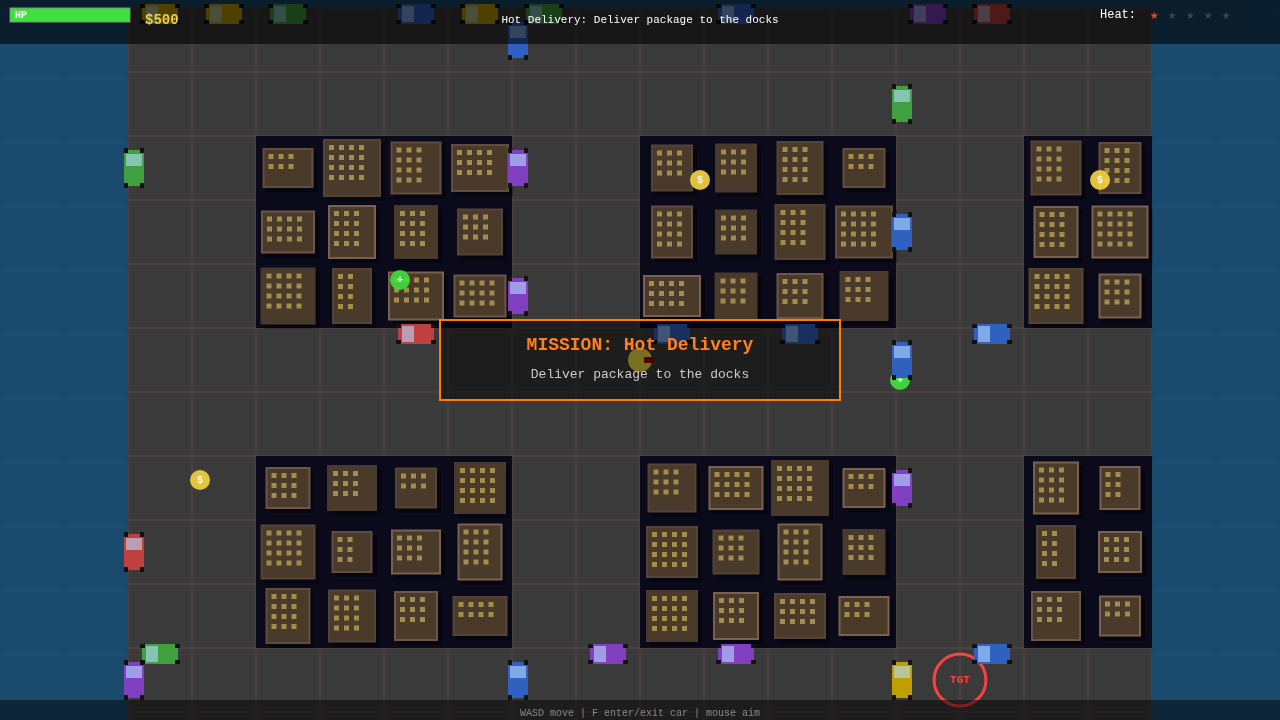 HP
$500
Hot Delivery: Deliver package to the docks
Heat: ★ ★ ★ ★ ★
$
$
+
MISSION: Hot Delivery
Deliver package to the docks
+
$
TGT
WASD move | F enter/exit car | mouse aim